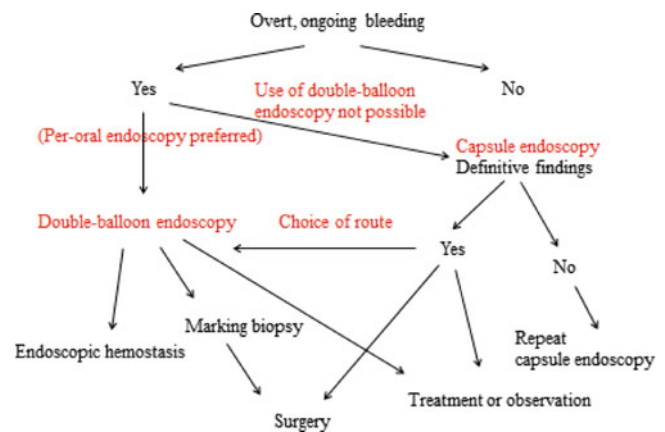 Overt, ongoing bleeding
Yes
Use of double-balloon
endoscopy not possible
No
(Per-oral endoscopy preferred)
Capsule endoscopy
Definitive findings
Double-balloon endoscopy
Choice of route
Yes
No
Marking biopsy
Endoscopic hemostasis
Repeat
capsule endoscopy
Treatment or observation
Surgery